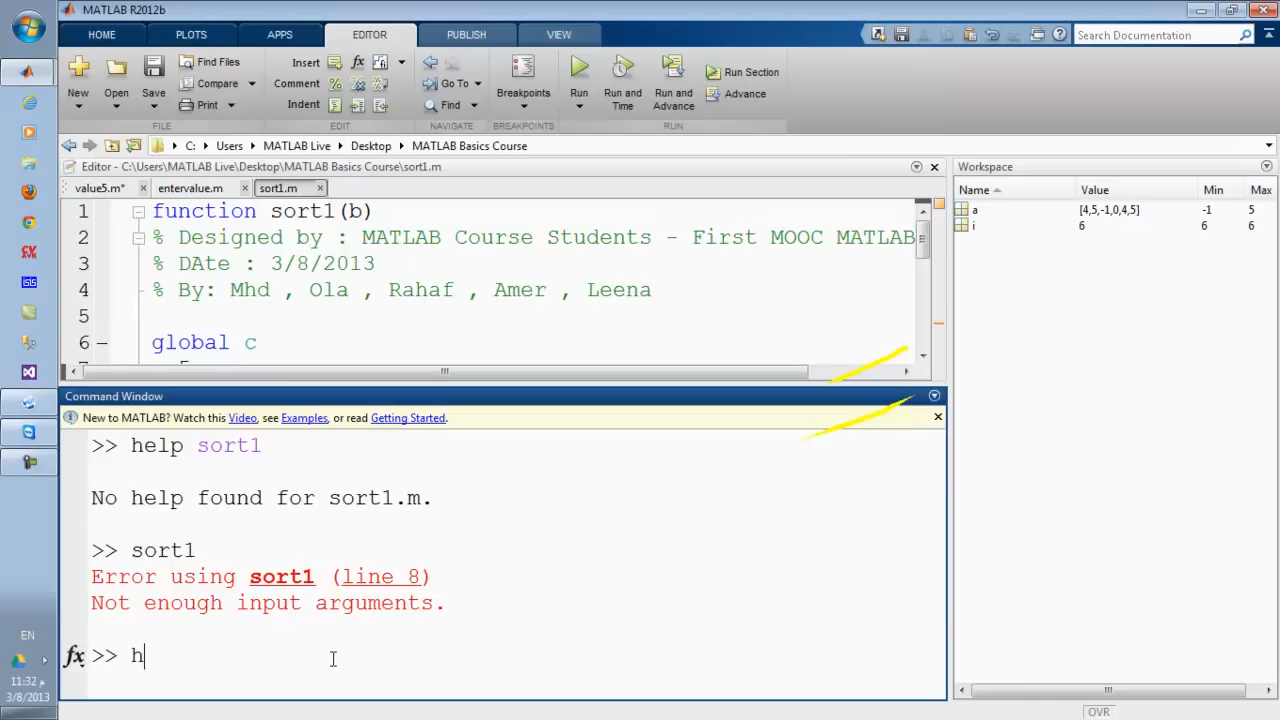 MATLAB R2012b
HOME PLOTS APPS EDITOR PUBLISH VIEW
Search Documentation
New Open Save
Find Files
Compare
Print
Insert
Comment
Indent
fx
Go To
Find
Breakpoints
Run
Run and Time
Run and Advance
Run Section
Advance
FILE EDIT NAVIGATE BREAKPOINTS RUN
C: Users MATLAB Live Desktop MATLAB Basics Course
Editor - C:\Users\MATLAB Live\Desktop\MATLAB Basics Course\sort1.m
value5.m* entervalue.m sort1.m
1 function sort1(b)
2 % Designed by : MATLAB Course Students - First MOOC MATLAB
3 % DAte : 3/8/2013
4 % By: Mhd , Ola , Rahaf , Amer , Leena
5
6 global c
Command Window
New to MATLAB? Watch this Video, see Examples, or read Getting Started.
>> help sort1
No help found for sort1.m.
>> sort1
Error using sort1 (line 8)
Not enough input arguments.
fx >> h
Workspace
Name Value Min Max
a [4,5,-1,0,4,5] -1 5
i 6 6 6
EN
11:32 م
3/8/2013
OVR